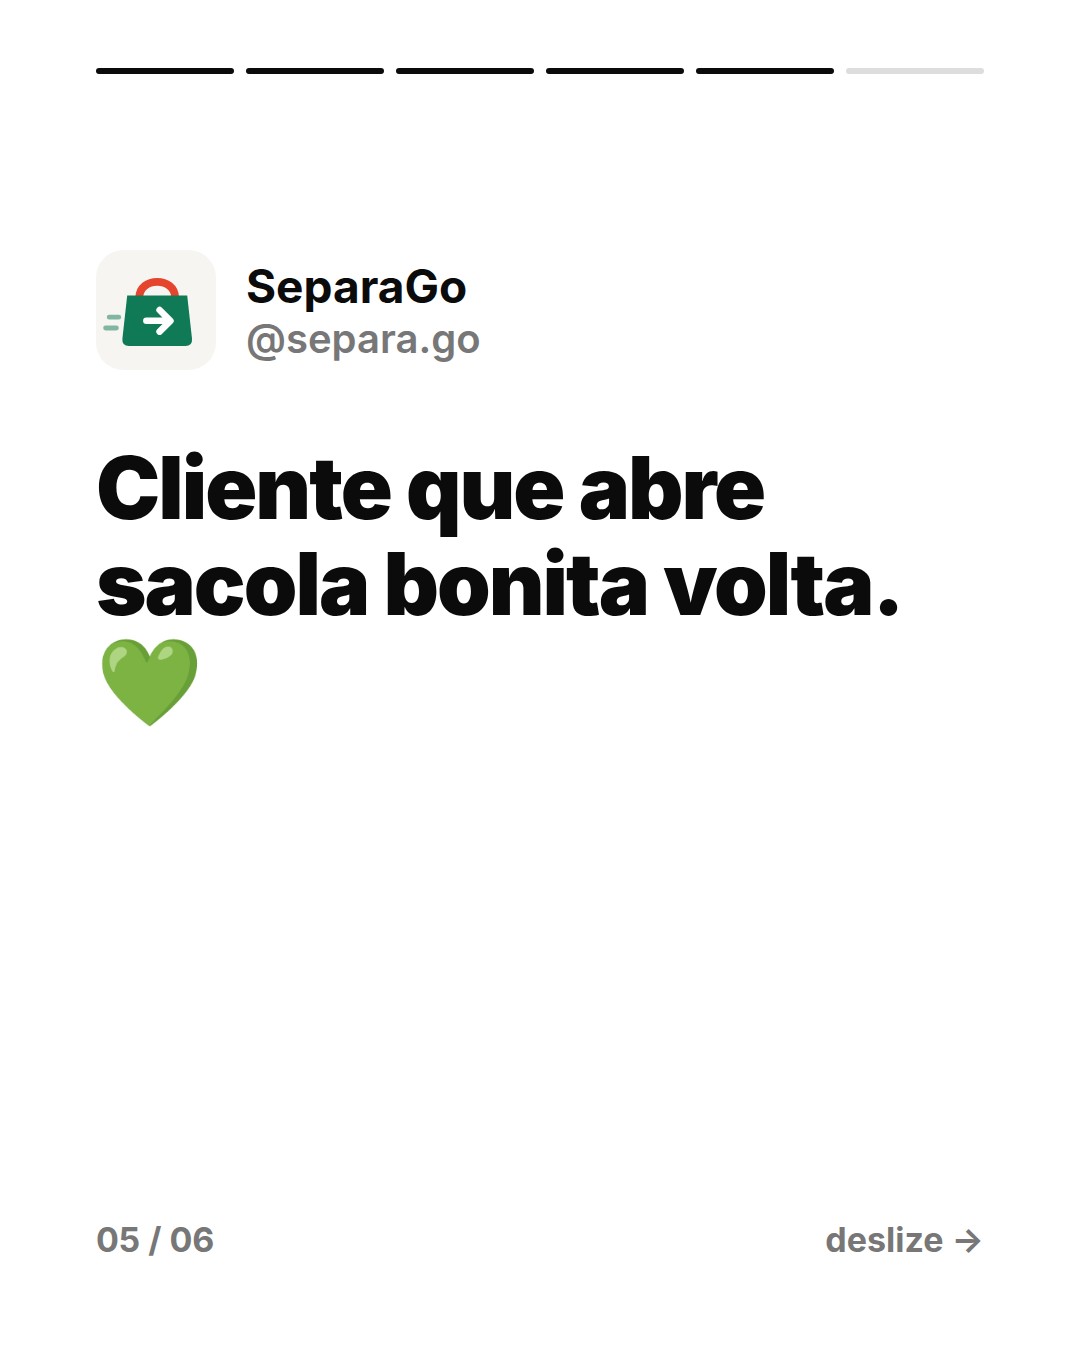 SeparaGo
@separa.go
Cliente que abre
sacola bonita volta.
💚
05 / 06
deslize →